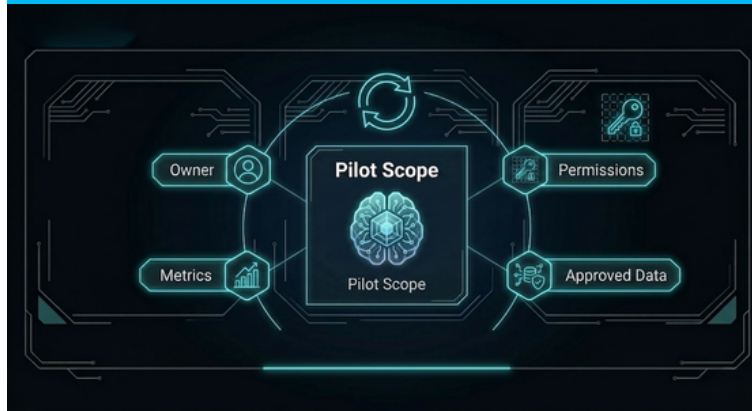 Pilot Scope
Owner
Permissions
Metrics
Approved Data
Pilot Scope